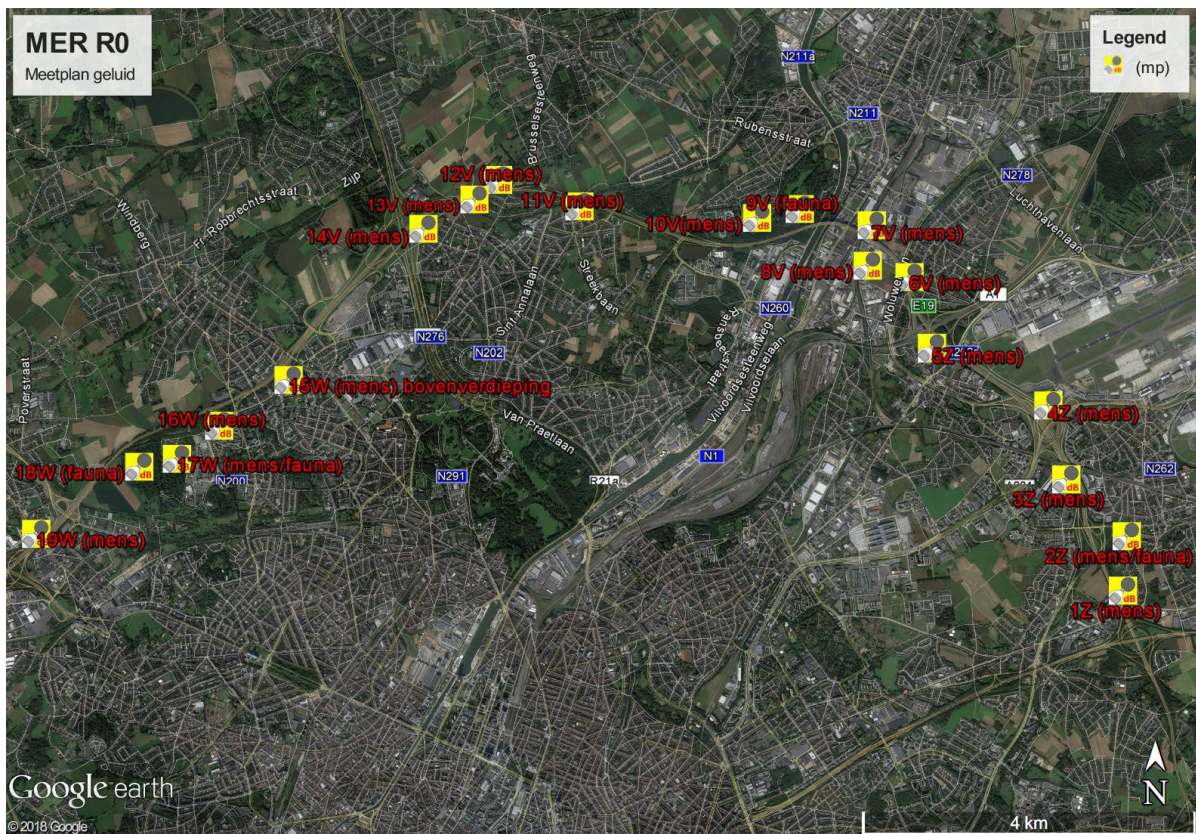 MER R0
Meetplan geluid
Legend
(mp)
N211a
Brusselsesteenweg
N211
Rubensstraat
N278
Luchthavenlaan
Zijp
Fr. Robbrechtsstraat
Windberg
12V (mens)
13V (mens)
11V (mens)
14V (mens)
9V (fauna)
10V(mens)
7V (mens)
8V (mens)
6V (mens)
E19
N260
Streekbaan
Sint Annalaan
N276
N202
Vilvoordsesteenweg
Vilvoordselaan
5Z (mens)
Poverstraat
15W (mens) bovenverdieping
16W (mens)
Van Praetlaan
4Z (mens)
N1
17W (mens/fauna)
18W (fauna)
N200
N291
R21a
N262
3Z (mens)
19W (mens)
2Z (mens/fauna)
1Z (mens)
Google earth
© 2018 Google
N
4 km